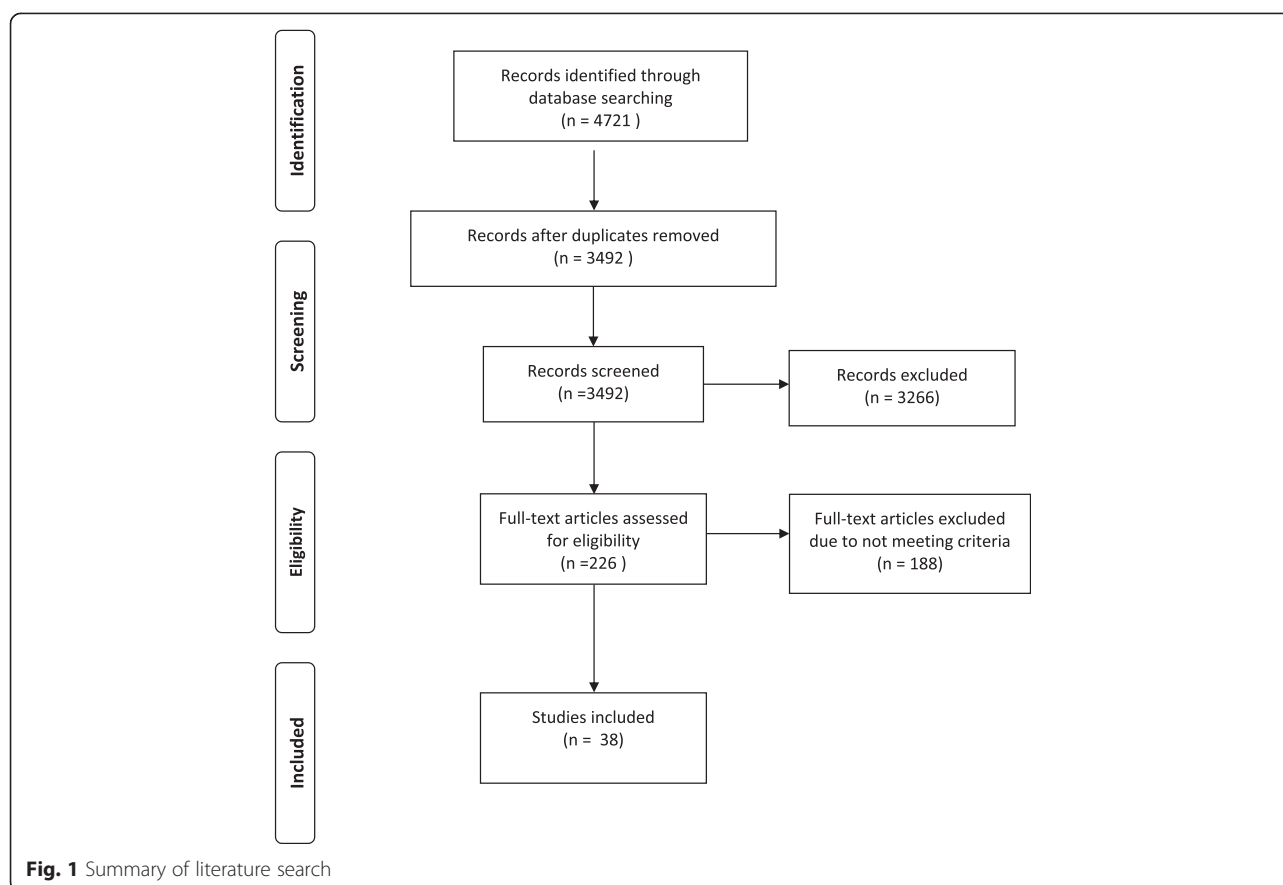 Identification
Records identified through
database searching
(n = 4721 )
Records after duplicates removed
(n = 3492 )
Screening
Records screened
(n =3492)
Records excluded
(n = 3266)
Eligibility
Full-text articles assessed
for eligibility
(n =226 )
Full-text articles excluded
due to not meeting criteria
(n = 188)
Included
Studies included
(n = 38)
Fig. 1 Summary of literature search